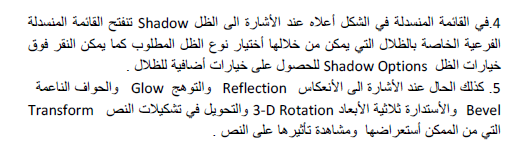 4.في القائمة المنسدلة في الشكل أعلاه عند الأشارة الى الظل Shadow تنفتح القائمة المنسدلة
الفرعية الخاصة بالظلال التي يمكن من خلالها أختيار نوع الظل المطلوب كما يمكن النقر فوق
خيارات الظل Shadow Options للحصول على خيارات أضافية للظلال .
5. كذلك الحال عند الأشارة الى الأنعكاس Reflection والتوهج Glow والحواف الناعمة
Bevel والأستدارة ثلاثية الأبعاد 3-D Rotation والتحويل في تشكيلات النص Transform
التي من الممكن أستعراضها ومشاهدة تأثيرها على النص .